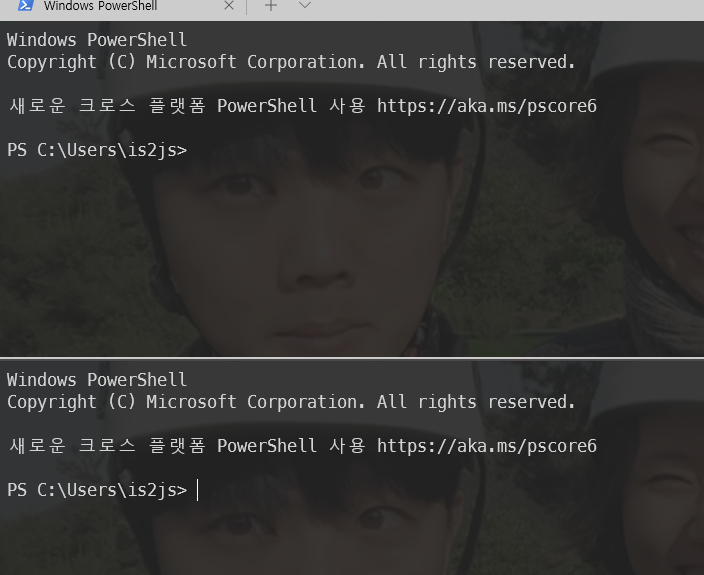 Windows PowerShell
Windows PowerShell
Copyright (C) Microsoft Corporation. All rights reserved.
새로운 크로스 플랫폼 PowerShell 사용 https://aka.ms/pscore6
PS C:\Users\is2js>
Windows PowerShell
Copyright (C) Microsoft Corporation. All rights reserved.
새로운 크로스 플랫폼 PowerShell 사용 https://aka.ms/pscore6
PS C:\Users\is2js>